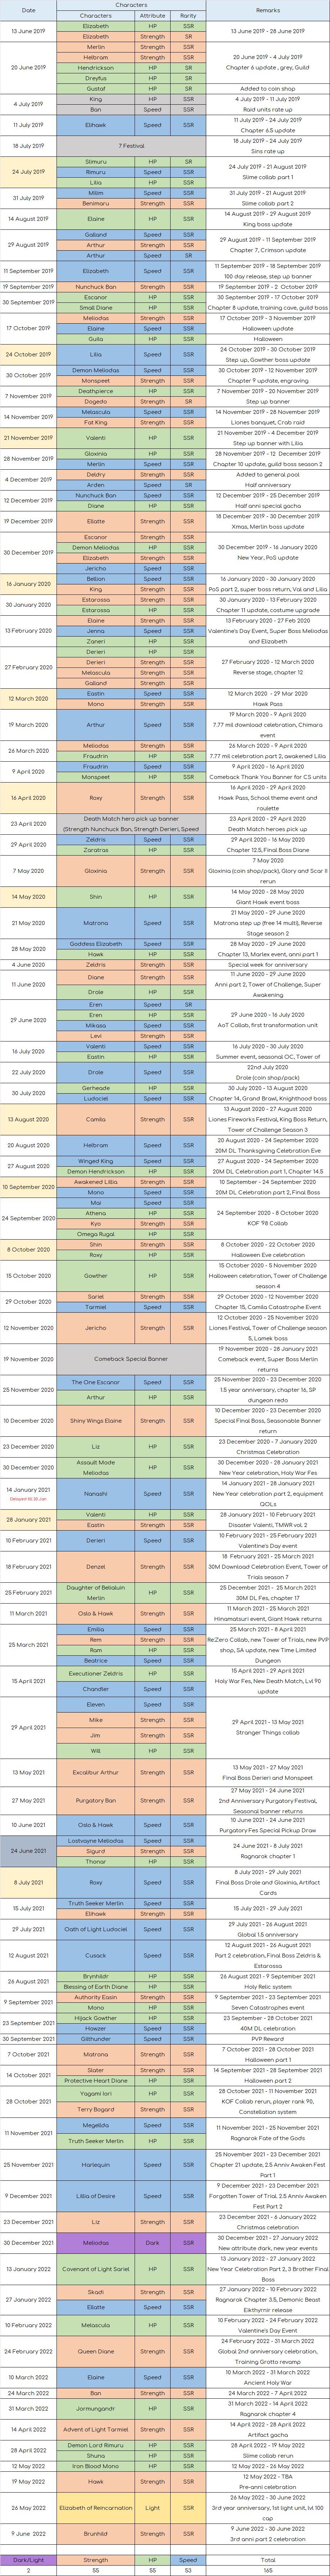 Date Characters Remarks
Characters Attribute Rarity
13 June 2019 Elizabeth HP SSR 13 June 2019 - 28 June 2019
Elizabeth Strength SR
20 June 2019 Merlin Strength SSR 20 June 2019 - 4 July 2019
Helbram Strength SSR Chapter 6 update , grey, Guild
Hendrickson HP SR
Dreyfus HP SR
Gustaf HP SR Added to coin shop
4 July 2019 King HP SSR 4 July 2019 - 11 July 2019
Ban Speed SSR Raid units rate up
11 July 2019 Elihawk Speed SSR 11 July 2019 - 24 July 2019
Chapter 6.5 update
18 July 2019 7 Festival 18 July 2019 - 24 July 2019
Sins rate up
24 July 2019 Slimuru HP SR 24 July 2019 - 21 August 2019
Rimuru Speed SSR Slime collab part 1
Lilia HP SSR
31 July 2019 Milim Speed SSR 31 July 2019 - 21 August 2019
Benimaru Strength SSR Slime collab part 2
14 August 2019 Elaine HP SSR 14 August 2019 - 29 August 2019
King boss update
29 August 2019 Galland Speed SSR 29 August 2019 - 11 September 2019
Arthur Strength SSR Chapter 7, Crimson update
Arthur Speed SR
11 September 2019 Elizabeth Speed SSR 11 September 2019 - 18 September 2019
100 day release, step up banner
19 September 2019 Nunchuck Ban Strength SSR 19 September 2019 - 2 October 2019
30 September 2019 Escanor HP SSR 30 September 2019 - 17 October 2019
Small Diane HP SSR Chapter 8 update, training cave, guild boss
17 October 2019 Meliodas Strength SSR 17 October 2019 - 3 November 2019
Elaine Speed SSR Halloween update
Guila HP SSR Halloween
24 October 2019 Lilia Speed SSR 24 October 2019 - 30 October 2019
Step up, Gowther boss update
30 October 2019 Demon Meliodas Speed SSR 30 October 2019 - 12 November 2019
Monspeet Strength SSR Chapter 9 update, engraving
7 November 2019 Deathpierce HP SSR 7 November 2019 - 20 November 2019
Dogedo Strength SR Step up banner
14 November 2019 Melascula Speed SSR 14 November 2019 - 28 November 2019
Fat King Strength SSR Liones banquet, Crab raid
21 November 2019 Valenti HP SSR 21 November 2019 - 4 December 2019
Step up banner with Lilia
28 November 2019 Gloxinia HP SSR 28 November 2019 - 12 December 2019
Merlin Speed SSR Chapter 10 update, guild boss season 2
4 December 2019 Deldry Strength SSR Added to general pool
Arden Speed SR Half anniversary
12 December 2019 Nunchuck Ban Speed SSR 12 December 2019 - 25 December 2019
Diane HP SSR Half anni special gacha
19 December 2019 Eliatte Strength SSR 18 December 2019 - 30 December 2019
Xmas, Merlin boss update
30 December 2019 Escanor Strength SSR 30 December 2019 - 16 January 2020
Demon Meliodas HP SSR New Year, PoS update
Elizabeth Strength SSR
Jericho Speed SSR
16 January 2020 Bellion Speed SSR 16 January 2020 - 30 January 2020
King Strength SSR PoS part 2, super boss return, Val and Lilia
30 January 2020 Estarossa Strength SSR 30 January 2020 - 13 February 2020
Estarossa HP SSR Chapter 11 update, costume upgrade
13 February 2020 Elaine Strength SSR 13 February 2020 - 27 Feb 2020
Jenna Speed SSR Valentine's Day Event, Super Boss Meliodas
Zaneri HP SSR and Elizabeth
27 February 2020 Derieri HP SSR 27 February 2020 - 12 March 2020
Derieri Strength SSR Reverse stage, chapter 12
Melascula Strength SSR
Galland Strength SSR
12 March 2020 Eastin Speed SSR 12 March 2020 - 29 Mar 2020
Mono Strength SSR Hawk Pass
19 March 2020 Arthur Speed SSR 19 March 2020 - 9 April 2020
7.77 mil download celebration, Chimara
event
26 March 2020 Meliodas Strength SSR 26 March 2020 - 9 April 2020
Fraudrin HP SSR 7.77 mil celebration part 2, awakened Lilia
9 April 2020 Fraudrin Speed SSR 9 April 2020 - 16 April 2020
Monspeet HP SSR Comeback Thank You Banner for CS units
16 April 2020 Roxy Strength SSR 16 April 2020 - 29 April 2020
Hawk Pass, School theme event and
roulette
23 April 2020 Death Match hero pick up banner 23 April 2020 - 29 April 2020
(Strength Nunchuck Ban, Strength Derieri, Speed Death Match heroes pick up
29 April 2020 Zeldris Speed SSR 29 April 2020 - 16 May 2020
Zaratras HP SSR Chapter 12.5, Final Boss Diane
7 May 2020 Gloxinia Strength SSR 7 May 2020
Gloxinia (coin shop/pack), Glory and Scar II
rerun
14 May 2020 Shin HP SSR 14 May 2020 - 28 May 2020
Giant Hawk event boss
21 May 2020 Matrona Speed SSR 21 May 2020 - 29 June 2020
Matrona step up (free 14 multi), Reverse
Stage season 2
28 May 2020 Goddess Elizabeth Speed SSR 28 May 2020 - 29 June 2020
Hawk HP SSR Chapter 13, Marlex event, anni part 1
4 June 2020 Zeldris Strength SSR Special week for anniversary
11 June 2020 Diane Strength SSR 11 June 2020 - 29 June 2020
Drole HP SSR Anni part 2, Tower of Challenge, Super
Awakening
29 June 2020 Eren Speed SR 29 June 2020 - 16 July 2020
Eren HP SSR AoT Collab, first transformation unit
Mikasa Speed SSR
Levi Strength SSR
16 July 2020 Valenti Speed SSR 16 July 2020 - 30 July 2020
Eastin HP SSR Summer event, seasonal OC, Tower of
22 July 2020 Drole Speed SSR 22nd July 2020
Drole (coin shop/pack)
30 July 2020 Gerheade HP SSR 30 July 2020 - 13 August 2020
Ludociel Speed SSR Chapter 14, Grand Brawl, Knighthood boss
13 August 2020 Camila Strength SSR 13 August 2020 - 27 August 2020
Liones Fireworks Festival, King Boss Return,
Tower of Challenge Season 3
20 August 2020 Helbram Speed SSR 20 August 2020 - 24 September 2020
20M DL Thanksgiving Celebration Eve
27 August 2020 Winged King Speed SSR 27 August 2020 - 24 September 2020
Demon Hendrickson HP SSR 20M DL Celebration part 1, Chapter 14.5
10 September 2020 Awakened Lillia Strength SSR 10 September - 24 September 2020
Mono Speed SSR 20M DL Celebration part 2, Final Boss
24 September 2020 Mai Speed SSR 24 September 2020 - 8 October 2020
Athena HP SSR KOF 98 Collab
Kyo Strength SSR
Omega Rugal HP SSR
8 October 2020 Shin Strength SSR 8 October 2020 - 22 October 2020
Roxy HP SSR Halloween Eve celebration
15 October 2020 Gowther HP SSR 15 October 2020 - 5 November 2020
Halloween celebration, Tower of Challenge
season 4
29 October 2020 Sariel Strength SSR 29 October 2020 - 12 November 2020
Tarmiel Speed SSR Chapter 15, Camila Catastrophe Event
12 November 2020 Jericho Strength SSR 12 October 2020 - 25 November 2020
Liones Festival, Tower of Challenge season
5, Lamek boss
19 November 2020 Comeback Special Banner 19 November 2020 - 28 January 2021
Comeback event, Super Boss Merlin
returns
25 November 2020 The One Escanor Speed SSR 25 November 2020 - 23 December 2020
Arthur HP SSR 1.5 year anniversary, chapter 16, SP
dungeon redo
10 December 2020 Shiny Wings Elaine Strength SSR 10 December 2020 - 23 December 2020
Special Final Boss, Seasonable Banner
return
23 December 2020 Liz HP SSR 23 December 2020 - 7 January 2021
Christmas Celebration
30 December 2020 Assault Mode HP SSR 30 December 2020 - 28 January 2021
Meliodas New Year celebration, Holy War Fes
14 January 2021 Nanashi Speed SSR 14 January 2021 - 28 January 2021
New Year celebration part 2, equipment
QOLs
28 January 2021 Valenti HP SSR 28 January 2021 - 10 February 2021
Eastin Strength SSR Disaster Valenti, TMWR vol. 2
10 February 2021 Derieri Speed SSR 10 February 2021 - 25 February 2021
Valentine's Day event
18 February 2021 Denzel Strength SSR 18 February 2021 - 25 March 2021
30M Download Celebration Event, Tower of
Trials season 7
25 February 2021 Daughter of Belialuin HP SSR 25 December 2021 - 25 March 2021
Merlin 30M DL Fes, chapter 17
11 March 2021 Oslo & Hawk Strength SSR 11 March 2021 - 25 March 2021
Hinamatsuri event, Giant Hawk returns
25 March 2021 Emilia Speed SSR 25 March 2021 - 8 April 2021
Rem Strength SSR Re:Zero Collab, new Tower of Trials, new PVP
Ram HP SSR shop, SA update, new Time Limited
Beatrice Speed SSR Dungeon
15 April 2021 Executioner Zeldris HP SSR 15 April 2021 - 29 April 2021
Chandler Speed SSR Holy War Fes, New Death Match, Lvl 90
update
29 April 2021 Eleven Speed SSR 29 April 2021 - 13 May 2021
Mike Strength SSR Stranger Things collab
Jim Strength SSR
Will HP SSR
13 May 2021 Excalibur Arthur Strength SSR 13 May 2021 - 27 May 2021
Final Boss Derieri and Monspeet
27 May 2021 Purgatory Ban Strength SSR 27 May 2021 - 24 June 2021
2nd Anniversary Purgatory Festival,
Seasonal banner returns
10 June 2021 Oslo & Hawk Speed SSR 10 June 2021 - 24 June 2021
Purgatory Fes Special Pickup Draw
24 June 2021 Lostvayne Meliodas Speed SSR 24 June 2021 - 8 July 2021
Sigurd Strength SSR Ragnarok chapter 1
Thonar HP SSR
8 July 2021 Roxy Speed SSR 8 July 2021 - 29 July 2021
Final Boss Drole and Gloxinia, Artifact
Cards
15 July 2021 Truth Seeker Merlin Speed SSR 15 July 2021 - 29 July 2021
Elihawk Strength SSR
29 July 2021 Oath of Light Ludociel Speed SSR 29 July 2021 - 26 August 2021
Global 1.5 anniversary
12 August 2021 Cusack Speed SSR 12 August 2021 - 26 August 2021
Part 2 celebration, Final Boss Zeldris &
Estarossa
26 August 2021 Brynhildr HP SSR 26 August 2021 - 9 September 2021
Blessing of Earth Diane HP SSR Holy Relic system
9 September 2021 Authority Easin Strength SSR 9 September 2021 - 23 September 2021
Mono HP SSR Seven Catastrophes event
23 September 2021 Hijack Gowther HP SSR 23 September - 28 October 2021
Howzer Speed SSR 40M DL celebration
30 September 2021 Gilthunder Speed SSR PVP Reward
7 October 2021 Matrona Strength SSR 7 October 2021 - 28 October 2021
Halloween part 1
14 October 2021 Slater Strength SSR 14 September 2021 - 28 September 2021
Protective Heart Diane HP SSR Halloween part 2
28 October 2021 Yagami Iori HP SSR 28 October 2021 - 11 November 2021
Terry Bogard Strength SSR KOF Collab rerun, player rank 90,
Constellation system
11 November 2021 Megellda Speed SSR 11 November 2021 - 25 November 2021
Truth Seeker Merlin HP SSR Ragnarok Fate of the Gods
25 November 2021 Harlequin Speed SSR 25 November 2021 - 23 December 2021
Chapter 21 update, 2.5 Anniv Awaken Fest
Part 1
9 December 2021 Lillia of Desire Speed SSR 9 December 2021 - 23 December 2021
Forgotten Tower of Trial, 2.5 Anniv Awaken
Fest Part 2
23 December 2021 Liz Strength SSR 23 December 2021 - 6 January 2022
Christmas celebration
30 December 2021 Meliodas Dark SSR 30 December 2021 - 27 January 2022
New attribute dark, new year events
13 January 2022 Covenant of Light Sariel HP SSR 13 January 2022 - 27 January 2022
New Year Celebration Part 2, 3 Brother Final
Boss
27 January 2022 Skadi Strength SSR 27 January 2022 - 10 February 2022
Eliatte Speed SSR Ragnarok Chapter 3.5, Demonic Beast
Eikthyrnir release
10 February 2022 Melascula HP SSR 10 February 2022 - 24 February 2022
Valentine's Day Event
24 February 2022 Queen Diane Strength SSR 24 February 2022 - 31 March 2022
Global 2nd anniversary celebration,
Training Grotto revamp
10 March 2022 Elaine Speed SSR 10 March 2022 - 31 March 2022
Ancient Holy War
24 March 2022 Ban Strength SSR 24 March 2022 - 7 April 2022
31 March 2022 Jormungandr HP SSR 31 March 2022 - 14 April 2022
Ragnarok chapter 4
14 April 2022 Advent of Light Tarmiel Strength SSR 14 April 2022 - 28 April 2022
Artifact gacha
28 April 2022 Demon Lord Rimuru HP SSR 28 April 2022 - 19 May 2022
Shuna HP SSR Slime collab rerun
12 May 2022 Iron Blood Mono HP SSR 12 May 2022 - 26 May 2022
19 May 2022 Hawk Strength SSR 12 May 2022 - TBA
Pre-anni celebration
26 May 2022 Elizabeth of Reincarnation Light SSR 26 May 2022 - 30 June 2022
3rd year anniversary, 1st light unit, lvl 100
cap
9 June 2022 Brunhild Strength SSR 9 June 2022 - 30 June 2022
3rd anni part 2 celebration
Dark/Light Strength HP Speed Total
2 55 55 53 165